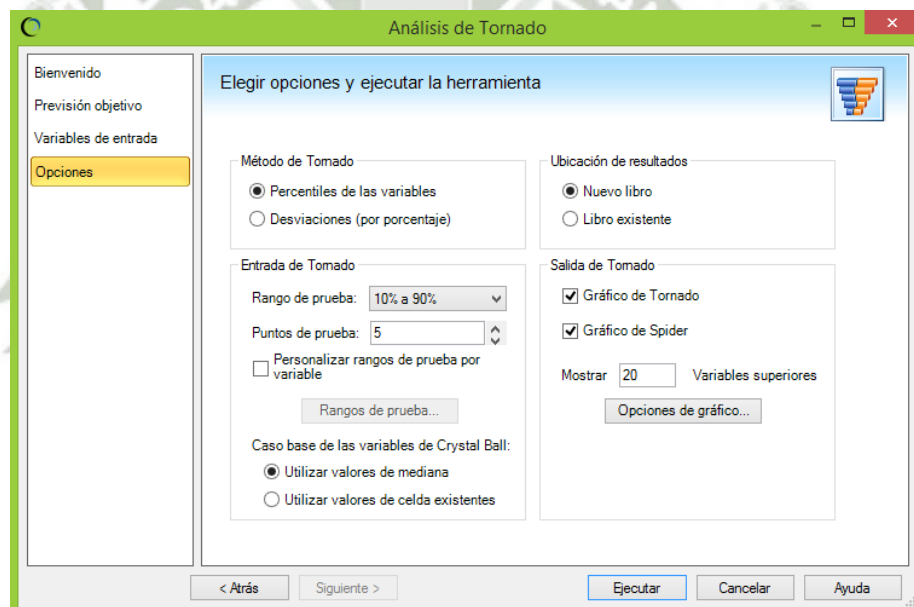 Análisis de Tornado
Bienvenido
Previsión objetivo
Variables de entrada
Opciones
Elegir opciones y ejecutar la herramienta
Método de Tornado
Percentiles de las variables
Desviaciones (por porcentaje)
Ubicación de resultados
Nuevo libro
Libro existente
Entrada de Tornado
Rango de prueba: 10% a 90%
Puntos de prueba: 5
Personalizar rangos de prueba por
variable
Rangos de prueba...
Caso base de las variables de Crystal Ball:
Utilizar valores de mediana
Utilizar valores de celda existentes
Salida de Tornado
Gráfico de Tornado
Gráfico de Spider
Mostrar 20 Variables superiores
Opciones de gráfico...
< Atrás
Siguiente >
Ejecutar
Cancelar
Ayuda